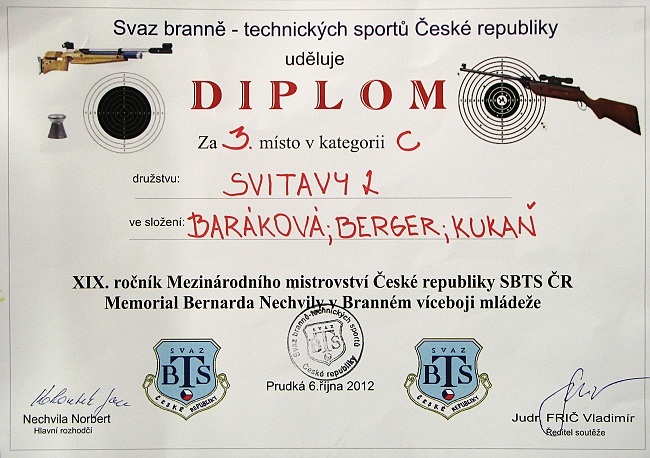 Svaz branně - technických sportů České republiky
uděluje
DIPLOM
Za 3. místo v kategorii C
družstvu: SVITAVY 2
ve složení: BARÁKOVÁ; BERGER; KUKAŇ
XIX. ročník Mezinárodního mistrovství České republiky SBTS ČR
Memorial Bernarda Nechvily v Branném víceboji mládeže
Svaz branně-technických sportů
SVAZ
BTS
České republiky
SVAZ
BTS
ČESKÉ REPUBLIKY
SVAZ
BTS
ČESKÉ REPUBLIKY
Prudká 6.října 2012
Nechvila Norbert
Hlavní rozhodčí
Judr. FRIČ Vladimír
Ředitel soutěže